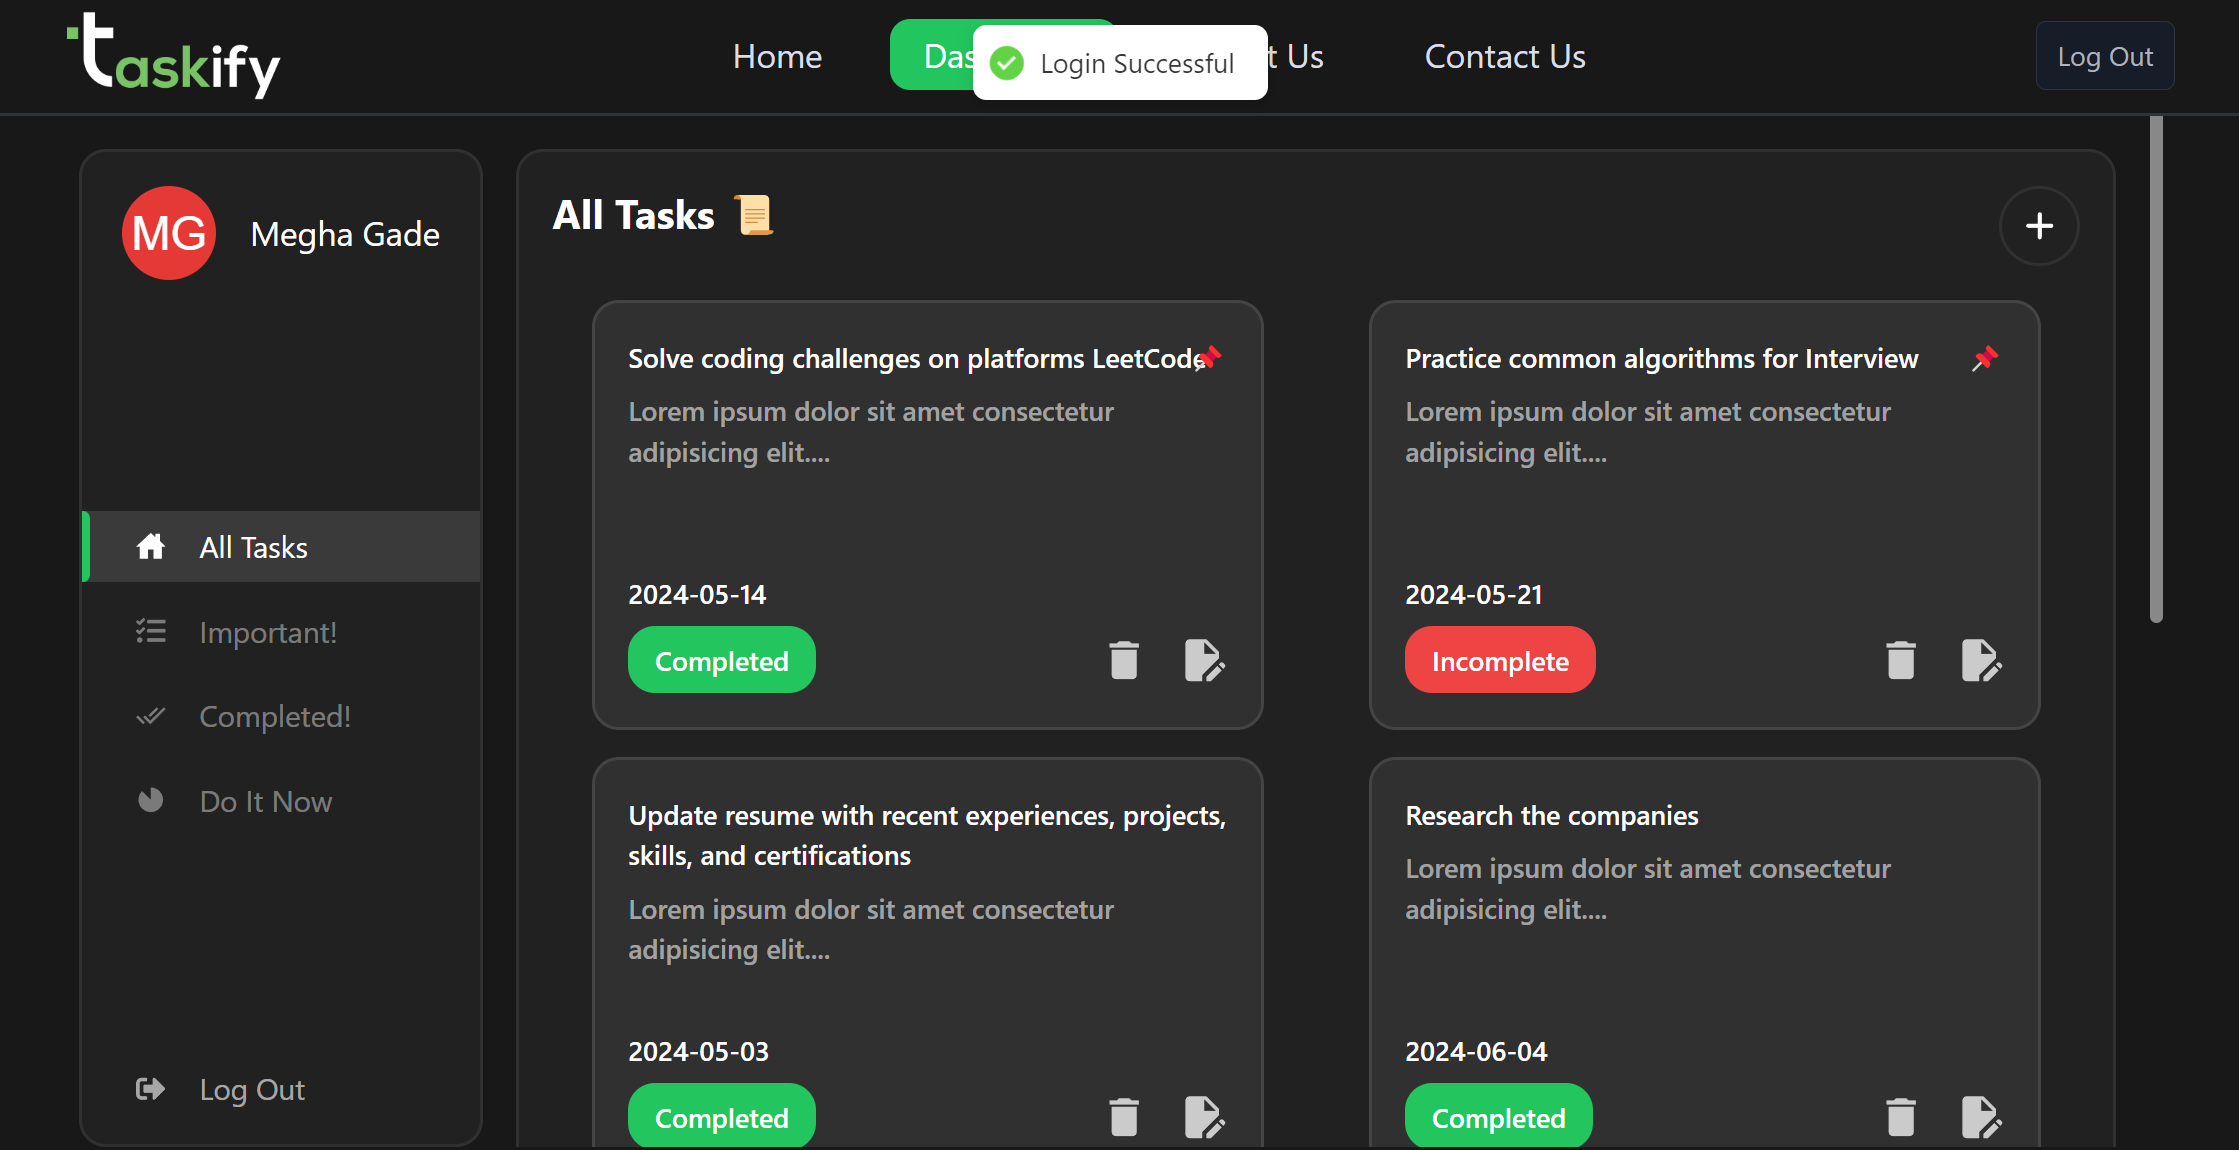 taskify
Home
Das
Login Successful
t Us
Contact Us
Log Out
MG
Megha Gade
All Tasks
Important!
Completed!
Do It Now
Log Out
All Tasks
Solve coding challenges on platforms LeetCode
Lorem ipsum dolor sit amet consectetur
adipisicing elit....
2024-05-14
Completed
Practice common algorithms for Interview
Lorem ipsum dolor sit amet consectetur
adipisicing elit....
2024-05-21
Incomplete
Update resume with recent experiences, projects,
skills, and certifications
Lorem ipsum dolor sit amet consectetur
adipisicing elit....
2024-05-03
Completed
Research the companies
Lorem ipsum dolor sit amet consectetur
adipisicing elit....
2024-06-04
Completed